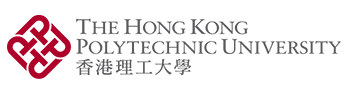 THE HONG KONG
POLYTECHNIC UNIVERSITY
香港理工大學